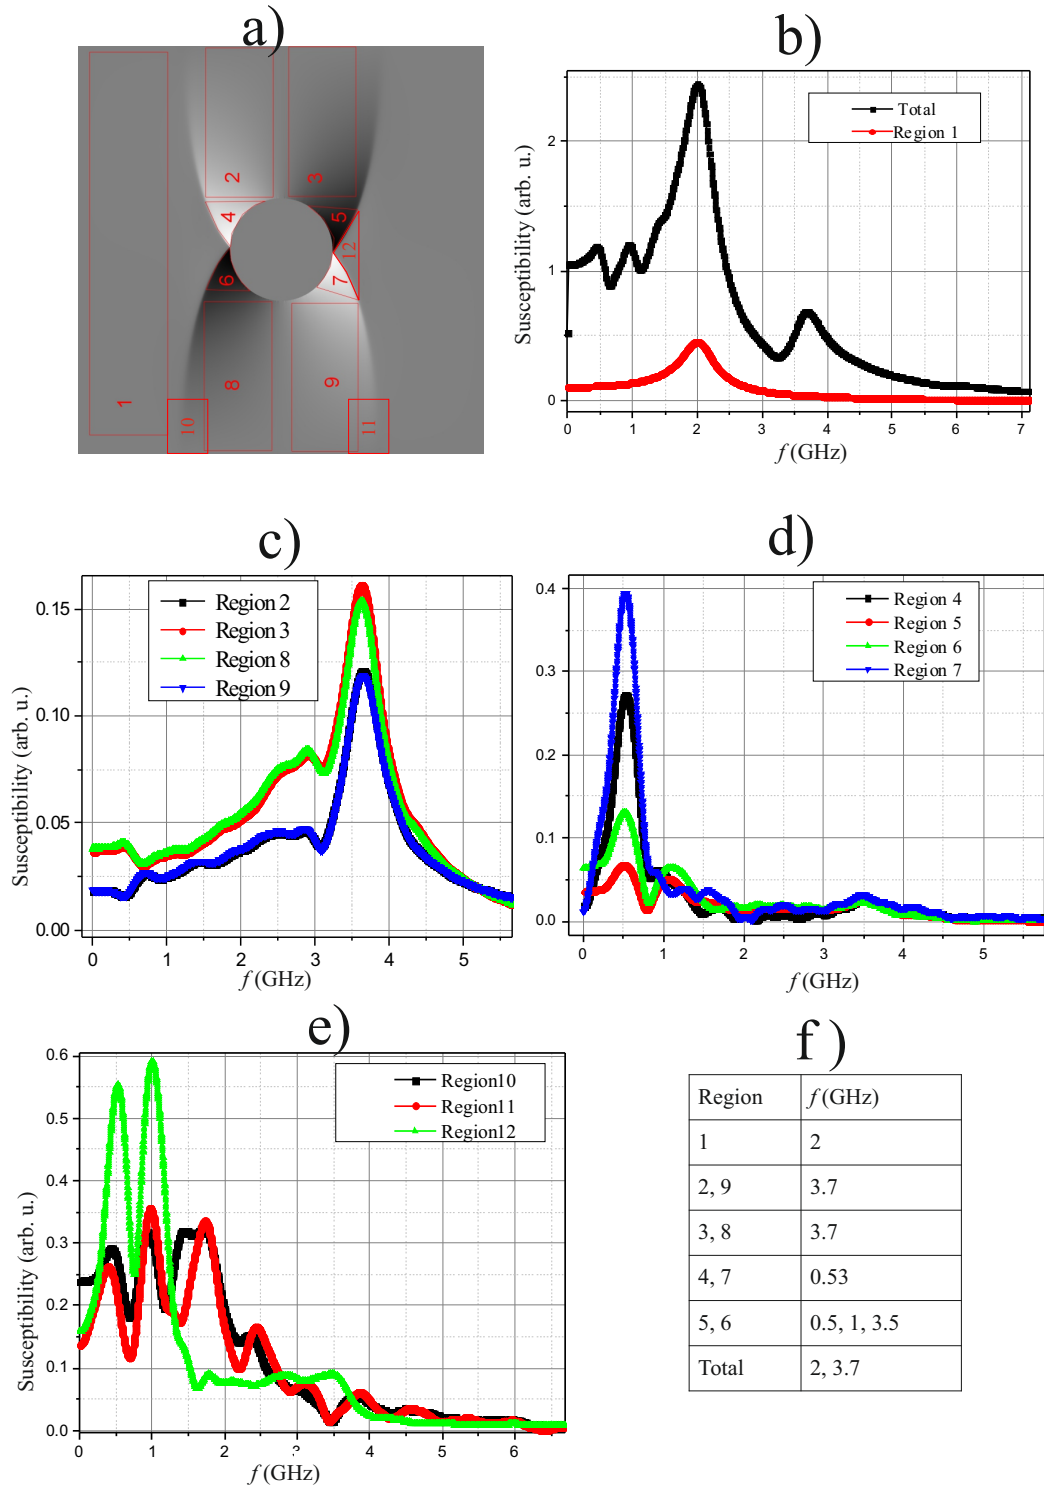 a)
2
3
4
5
12
6
7
1
8
9
10
11
b)
Susceptibility (arb. u.)
2
1
0
Total
Region 1
0 1 2 3 4 5 6 7
f (GHz)
c)
Susceptibility (arb. u.)
0.15
0.10
0.05
0.00
Region 2
Region 3
Region 8
Region 9
0 1 2 3 4 5
f (GHz)
d)
0.4
0.3
0.2
0.1
0.0
Region 4
Region 5
Region 6
Region 7
0 1 2 3 4 5
f (GHz)
e)
Susceptibility (arb. u.)
0.6
0.5
0.4
0.3
0.2
0.1
0.0
Region10
Region11
Region12
0 1 2 3 4 5 6
f (GHz)
f )
Region f (GHz)
1 2
2, 9 3.7
3, 8 3.7
4, 7 0.53
5, 6 0.5, 1, 3.5
Total 2, 3.7